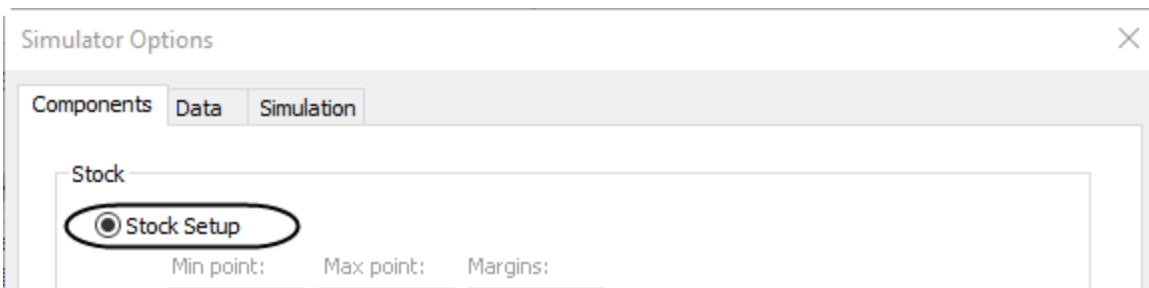 Simulator Options
Components Data Simulation
Stock
Stock Setup
Min point: Max point: Margins: